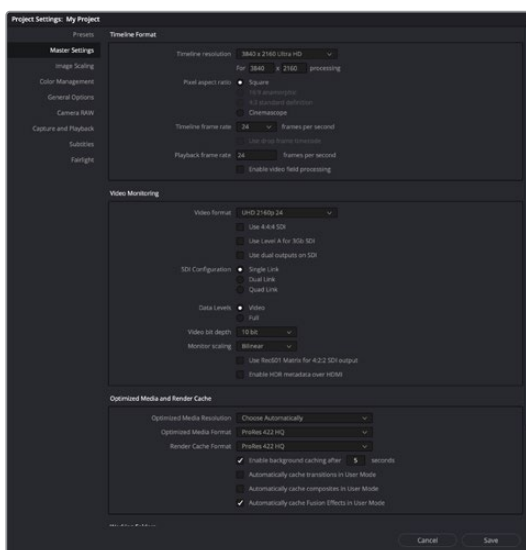 Project Settings: My Project
Presets
Master Settings
Image Scaling
Color Management
General Options
Camera RAW
Capture and Playback
Subtitles
Fairlight
Timeline Format
Timeline resolution 3840 x 2160 Ultra HD
For 3840 x 2160 processing
Pixel aspect ratio Square
16:9 anamorphic
4:3 standard definition
Cinemascope
Timeline frame rate 24 frames per second
Use drop frame timecode
Playback frame rate 24 frames per second
Enable video field processing
Video Monitoring
Video format UHD 2160p 24
Use 4:4:4 SDI
Use Level A for 3Gb SDI
Use dual outputs on SDI
SDI Configuration Single Link
Dual Link
Quad Link
Data Levels Video
Full
Video bit depth 10 bit
Monitor scaling Bilinear
Use Rec601 Matrix for 4:2:2 SDI output
Enable HDR metadata over HDMI
Optimized Media and Render Cache
Optimized Media Resolution Choose Automatically
Optimized Media Format ProRes 422 HQ
Render Cache Format ProRes 422 HQ
Enable background caching after 5 seconds
Automatically cache transitions in User Mode
Automatically cache composites in User Mode
Automatically cache Fusion Effects in User Mode
Cancel Save